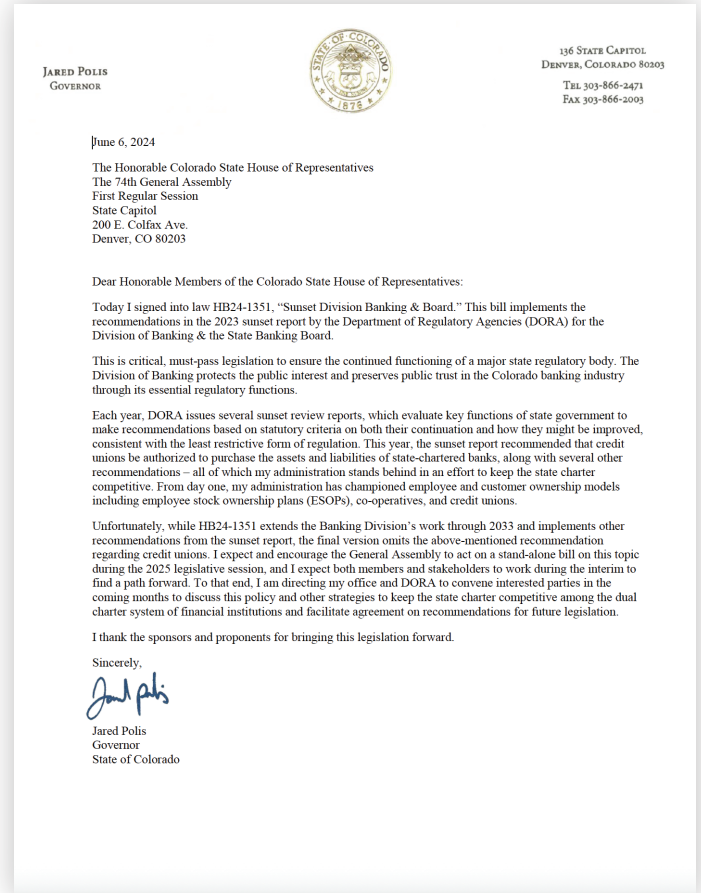 JARED POLIS
GOVERNOR
STATE OF COLORADO
1876
136 STATE CAPITOL
DENVER, COLORADO 80203
TEL 303-866-2471
FAX 303-866-2003
June 6, 2024
The Honorable Colorado State House of Representatives
The 74th General Assembly
First Regular Session
State Capitol
200 E. Colfax Ave.
Denver, CO 80203
Dear Honorable Members of the Colorado State House of Representatives:
Today I signed into law HB24-1351, “Sunset Division Banking & Board.” This bill implements the
recommendations in the 2023 sunset report by the Department of Regulatory Agencies (DORA) for the
Division of Banking & the State Banking Board.
This is critical, must-pass legislation to ensure the continued functioning of a major state regulatory body. The
Division of Banking protects the public interest and preserves public trust in the Colorado banking industry
through its essential regulatory functions.
Each year, DORA issues several sunset review reports, which evaluate key functions of state government to
make recommendations based on statutory criteria on both their continuation and how they might be improved,
consistent with the least restrictive form of regulation. This year, the sunset report recommended that credit
unions be authorized to purchase the assets and liabilities of state-chartered banks, along with several other
recommendations – all of which my administration stands behind in an effort to keep the state charter
competitive. From day one, my administration has championed employee and customer ownership models
including employee stock ownership plans (ESOPs), co-operatives, and credit unions.
Unfortunately, while HB24-1351 extends the Banking Division’s work through 2033 and implements other
recommendations from the sunset report, the final version omits the above-mentioned recommendation
regarding credit unions. I expect and encourage the General Assembly to act on a stand-alone bill on this topic
during the 2025 legislative session, and I expect both members and stakeholders to work during the interim to
find a path forward. To that end, I am directing my office and DORA to convene interested parties in the
coming months to discuss this policy and other strategies to keep the state charter competitive among the dual
charter system of financial institutions and facilitate agreement on recommendations for future legislation.
I thank the sponsors and proponents for bringing this legislation forward.
Sincerely,
Jared Polis
Jared Polis
Governor
State of Colorado